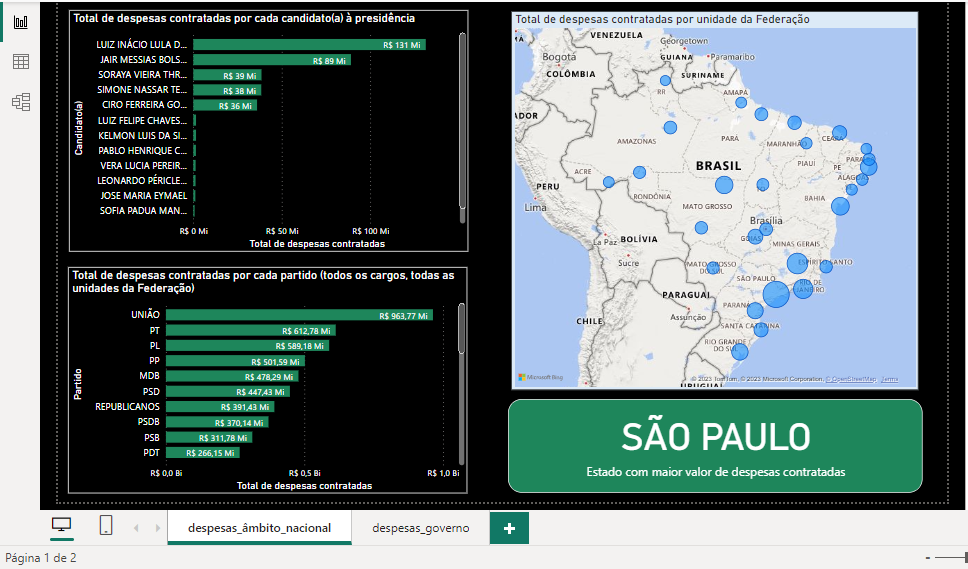 Total de despesas contratadas por cada candidato(a) à presidência
Candidato(a)
LUIZ INÁCIO LULA D... R$ 131 Mi
JAIR MESSIAS BOLS... R$ 89 Mi
SORAYA VIEIRA THR... R$ 39 Mi
SIMONE NASSAR TE... R$ 38 Mi
CIRO FERREIRA GO... R$ 36 Mi
LUIZ FELIPE CHAVES...
KELMON LUIS DA SI...
PABLO HENRIQUE C...
VERA LUCIA PEREIR...
LEONARDO PÉRICLE...
JOSE MARIA EYMAEL
SOFIA PADUA MAN...
R$ 0 Mi R$ 50 Mi R$ 100 Mi
Total de despesas contratadas
Total de despesas contratadas por cada partido (todos os cargos, todas as
unidades da Federação)
Partido
UNIÃO R$ 963,77 Mi
PT R$ 612,78 Mi
PL R$ 589,18 Mi
PP R$ 501,59 Mi
MDB R$ 478,29 Mi
PSD R$ 447,43 Mi
REPUBLICANOS R$ 391,43 Mi
PSDB R$ 370,14 Mi
PSB R$ 311,78 Mi
PDT R$ 266,15 Mi
R$ 0,0 Bi R$ 0,5 Bi R$ 1,0 Bi
Total de despesas contratadas
Total de despesas contratadas por unidade da Federação
VENEZUELA
Georgetown
GUIANA Paramaribo
Bogotá
COLÔMBIA
SURINAME
RR
AMAPÁ
ADOR
AMAZONAS
PARÁ
MARANHÃO
CEARÁ
PIAUÍ
PE
ACRE
BRASIL
ALAGOAS
RONDÔNIA
PERU
Lima
MATO GROSSO
BAHIA
Brasília
GOIÁS
La Paz
BOLÍVIA
MINAS GERAIS
Sucre
MATO GROSSO
DO SUL
ESPÍRITO SANTO
SÃO PAULO
RIO DE
JANEIRO
PARAGUAI
PARANÁ
Assunção
CHILE
SANTA CATARINA
RIO GRANDE
DO SUL
URUGUAI
Microsoft Bing
© 2023 TomTom, © 2023 Microsoft Corporation, © OpenStreetMap Terms
SÃO PAULO
Estado com maior valor de despesas contratadas
despesas_âmbito_nacional despesas_governo +
Página 1 de 2